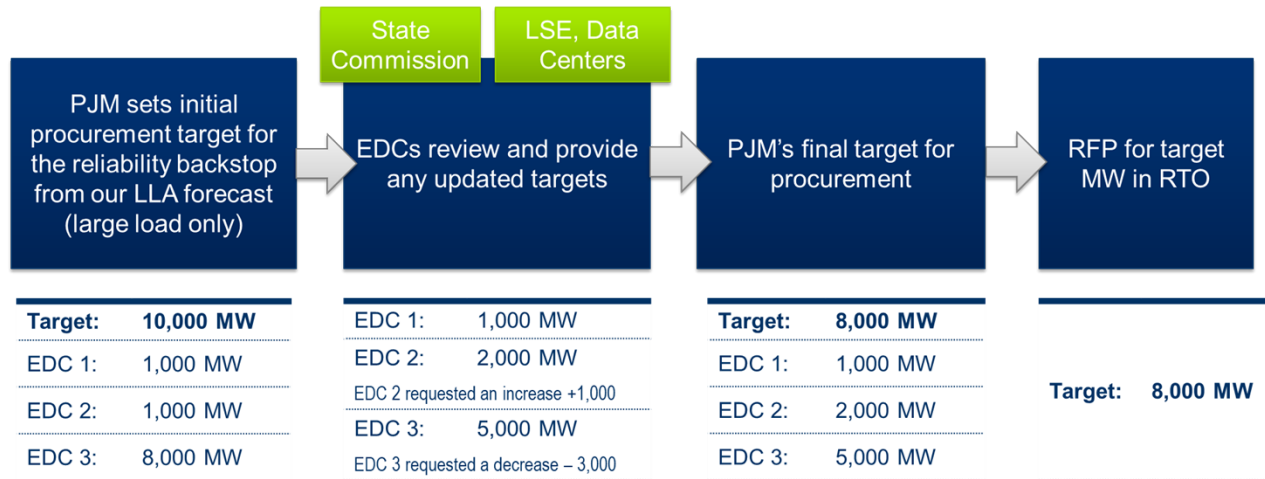 State
Commission
LSE, Data
Centers
PJM sets initial
procurement target for
the reliability backstop
from our LLA forecast
(large load only)
EDCs review and provide
any updated targets
PJM's final target for
procurement
RFP for target
MW in RTO
Target: 10,000 MW
EDC 1: 1,000 MW
EDC 2: 1,000 MW
EDC 3: 8,000 MW
EDC 1: 1,000 MW
EDC 2: 2,000 MW
EDC 2 requested an increase +1,000
EDC 3: 5,000 MW
EDC 3 requested a decrease – 3,000
Target: 8,000 MW
EDC 1: 1,000 MW
EDC 2: 2,000 MW
EDC 3: 5,000 MW
Target: 8,000 MW